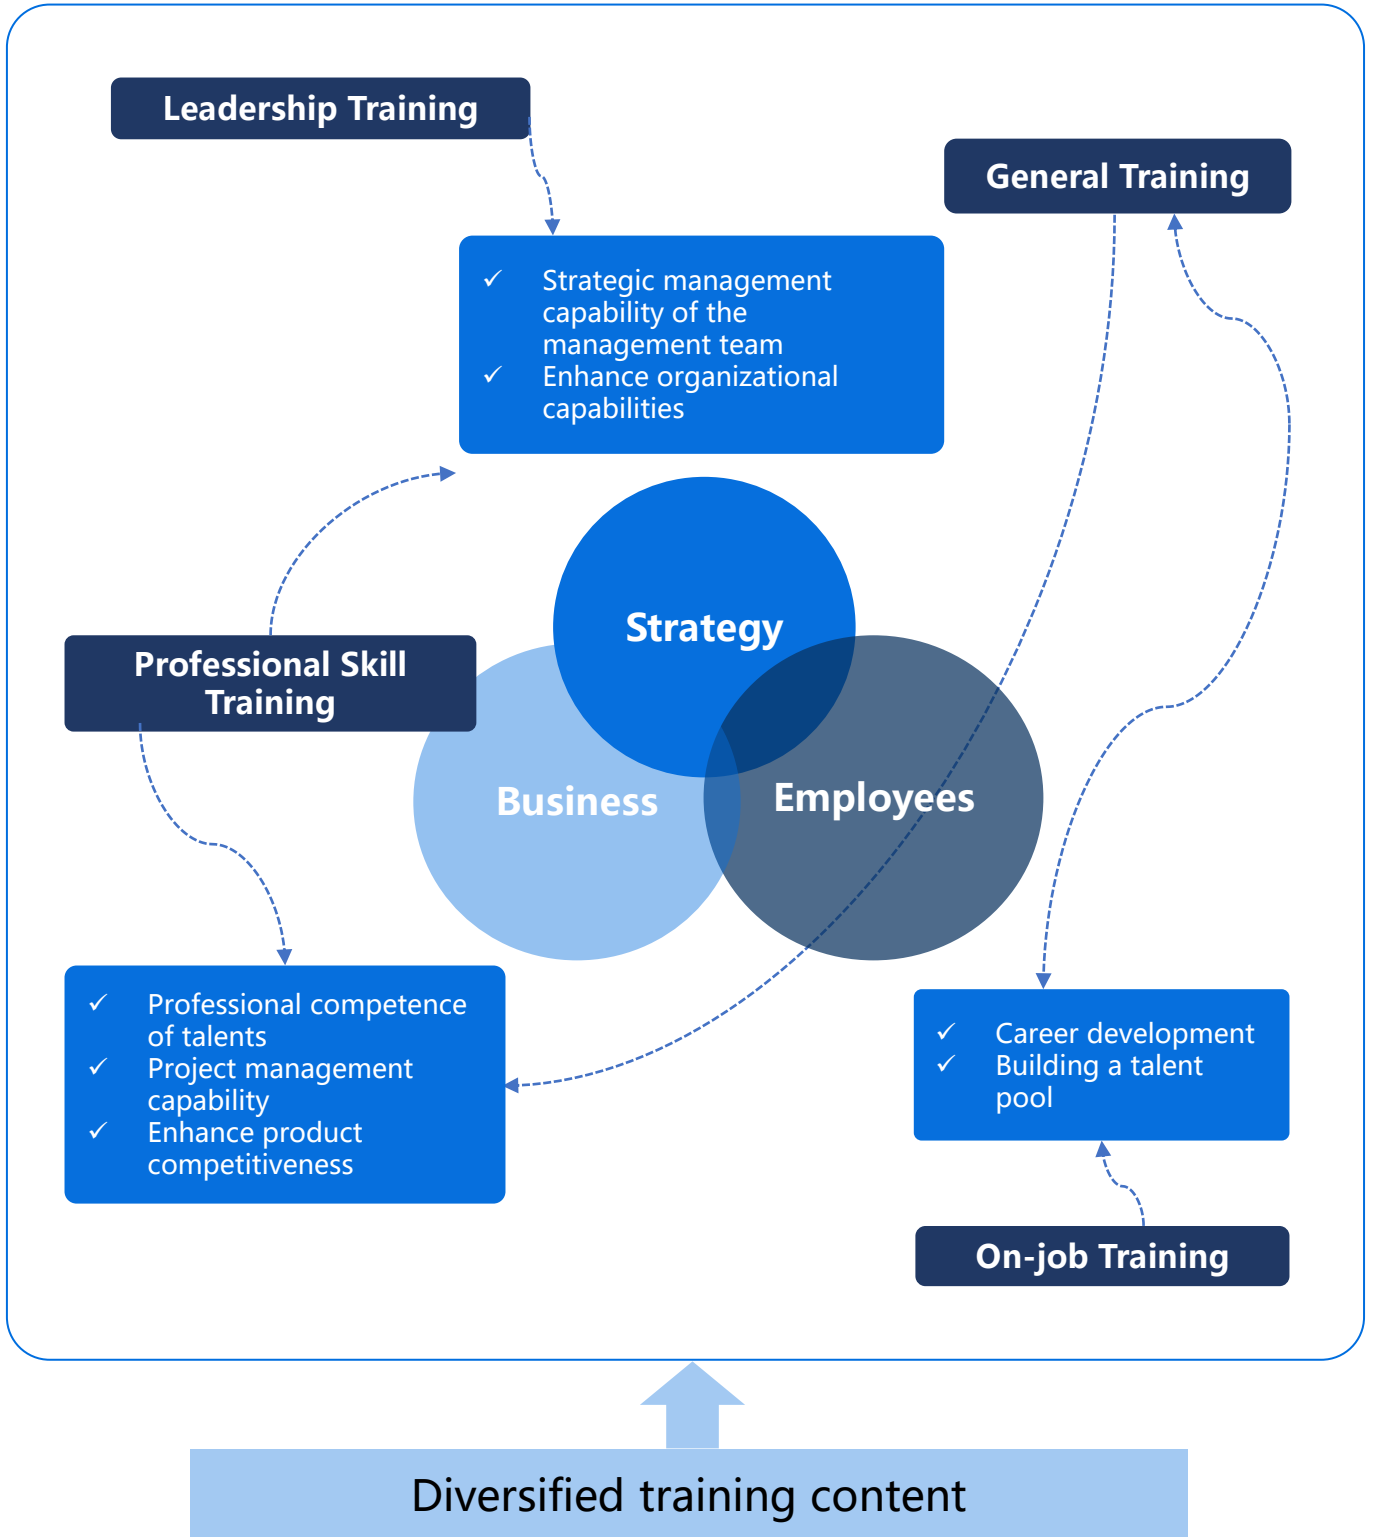 Leadership Training
General Training
✓ Strategic management
capability of the
management team
✓ Enhance organizational
capabilities
Strategy
Professional Skill
Training
Business
Employees
✓ Professional competence
of talents
✓ Project management
capability
✓ Enhance product
competitiveness
✓ Career development
✓ Building a talent
pool
On-job Training
Diversified training content